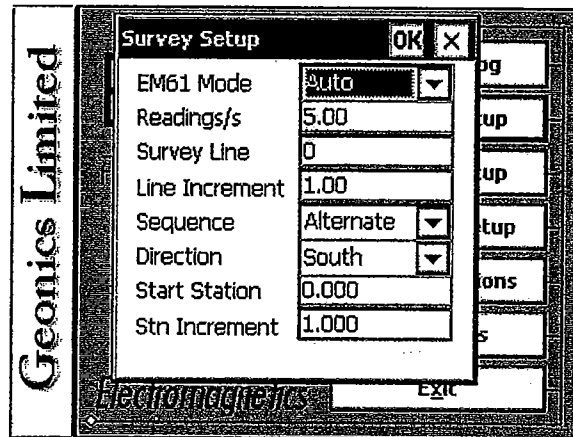 Geonics Limited
Survey Setup OK X
EM61 Mode Auto
Readings/s 5.00
Survey Line 0
Line Increment 1.00
Sequence Alternate
Direction South
Start Station 0.000
Stn Increment 1.000
og
up
up
tup
ions
s
Exit
Electromagnetics